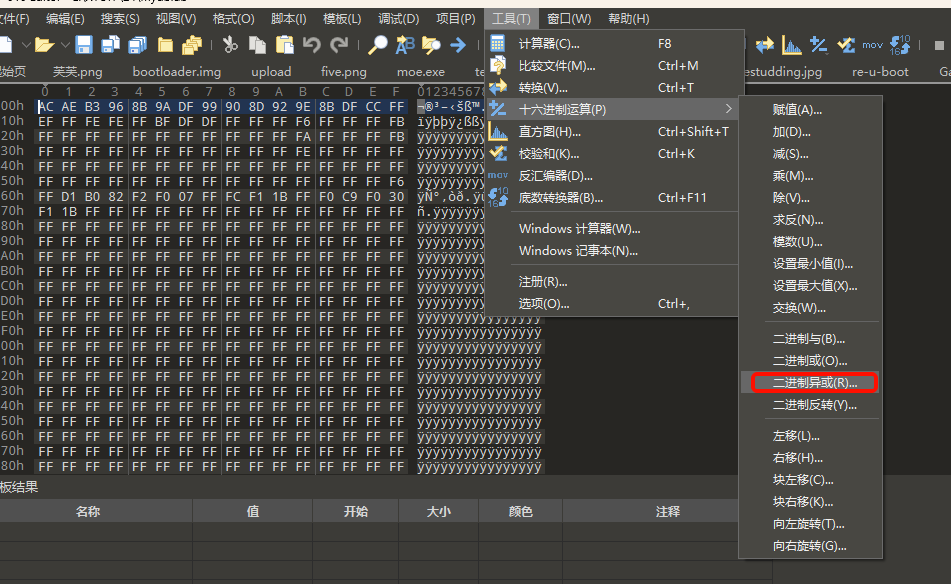 文件(F) 编辑(E) 搜索(S) 视图(V) 格式(O) 脚本(I) 模板(L) 调试(D) 项目(P) 工具(T) 窗口(W) 帮助(H)
始页 芙芙.png bootloader.img upload five.png moe.exe te estudding.jpg re-u-boot Ga
0 1 2 3 4 5 6 7 8 9 A B C D E F 012345678
00h AC AE B3 96 8B 9A DF 99 90 8D 92 9E 8B DF CC FF ¬®³–‹šß™
10h EF FF EF FE FF BF DF DF FF FF FF F6 FF FF FF FB ïÿþþÿ¿ßßÿ
20h FF FF FF FF FF FF FF FF FF FF FF FA FF FF FF FB ÿÿÿÿÿÿÿÿ
30h FF FF FF FF FF FF FF FF FF FF FF FE FF FF FF FF ÿÿÿÿÿÿÿÿ
40h FF FF FF FF FF FF FF FF FF FF FF FF FF FF FF FF ÿÿÿÿÿÿÿÿ
50h FF FF FF FF FF FF FF FF FF FF FF FF FF FF FF F6 ÿÿÿÿÿÿÿÿ
60h FF D1 B0 82 F2 F0 07 FF FF FC F1 1B FF F0 C9 F0 30 ÿÑ°‚òð.ÿ
70h F1 1B FF FF FF FF FF FF FF FF FF FF FF FF FF FF ñ.ÿÿÿÿÿÿ
80h FF FF FF FF FF FF FF FF FF FF FF FF FF FF FF FF ÿÿÿÿÿÿÿÿ
90h FF FF FF FF FF FF FF FF FF FF FF FF FF FF FF FF ÿÿÿÿÿÿÿÿ
A0h FF FF FF FF FF FF FF FF FF FF FF FF FF FF FF FF ÿÿÿÿÿÿÿÿ
B0h FF FF FF FF FF FF FF FF FF FF FF FF FF FF FF FF ÿÿÿÿÿÿÿÿ
C0h FF FF FF FF FF FF FF FF FF FF FF FF FF FF FF FF ÿÿÿÿÿÿÿÿ
D0h FF FF FF FF FF FF FF FF FF FF FF FF FF FF FF FF ÿÿÿÿÿÿÿÿ
E0h FF FF FF FF FF FF FF FF FF FF FF FF FF FF FF FF ÿÿÿÿÿÿÿÿÿÿÿÿÿÿÿÿ
F0h FF FF FF FF FF FF FF FF FF FF FF FF FF FF FF FF ÿÿÿÿÿÿÿÿÿÿÿÿÿÿÿÿ
00h FF FF FF FF FF FF FF FF FF FF FF FF FF FF FF FF ÿÿÿÿÿÿÿÿÿÿÿÿÿÿÿÿ
10h FF FF FF FF FF FF FF FF FF FF FF FF FF FF FF FF ÿÿÿÿÿÿÿÿÿÿÿÿÿÿÿÿ
20h FF FF FF FF FF FF FF FF FF FF FF FF FF FF FF FF ÿÿÿÿÿÿÿÿÿÿÿÿÿÿÿÿ
30h FF FF FF FF FF FF FF FF FF FF FF FF FF FF FF FF ÿÿÿÿÿÿÿÿÿÿÿÿÿÿÿÿ
40h FF FF FF FF FF FF FF FF FF FF FF FF FF FF FF FF ÿÿÿÿÿÿÿÿÿÿÿÿÿÿÿÿ
50h FF FF FF FF FF FF FF FF FF FF FF FF FF FF FF FF ÿÿÿÿÿÿÿÿÿÿÿÿÿÿÿÿ
60h FF FF FF FF FF FF FF FF FF FF FF FF FF FF FF FF ÿÿÿÿÿÿÿÿÿÿÿÿÿÿÿÿ
70h FF FF FF FF FF FF FF FF FF FF FF FF FF FF FF FF ÿÿÿÿÿÿÿÿÿÿÿÿÿÿÿÿ
80h FF FF FF FF FF FF FF FF FF FF FF FF FF FF FF FF ÿÿÿÿÿÿÿÿÿÿÿÿÿÿÿÿ
计算器(C)... F8
比较文件(M)... Ctrl+M
转换(V)... Ctrl+T
十六进制运算(P)
直方图(H)... Ctrl+Shift+T
校验和(K)... Ctrl+K
mov 反汇编器(D)...
底数转换器(B)... Ctrl+F11
Windows 计算器(W)...
Windows 记事本(N)...
注册(R)...
选项(O)... Ctrl+,
mov
赋值(A)...
加(D)...
减(S)...
乘(M)...
除(V)...
求反(N)...
模数(U)...
设置最小值(I)...
设置最大值(X)...
交换(W)...
二进制与(B)...
二进制或(O)...
二进制异或(R)...
二进制反转(Y)...
左移(L)...
右移(H)...
块左移(C)...
块右移(K)...
向左旋转(T)...
向右旋转(G)...
板结果
名称 值 开始 大小 颜色 注释